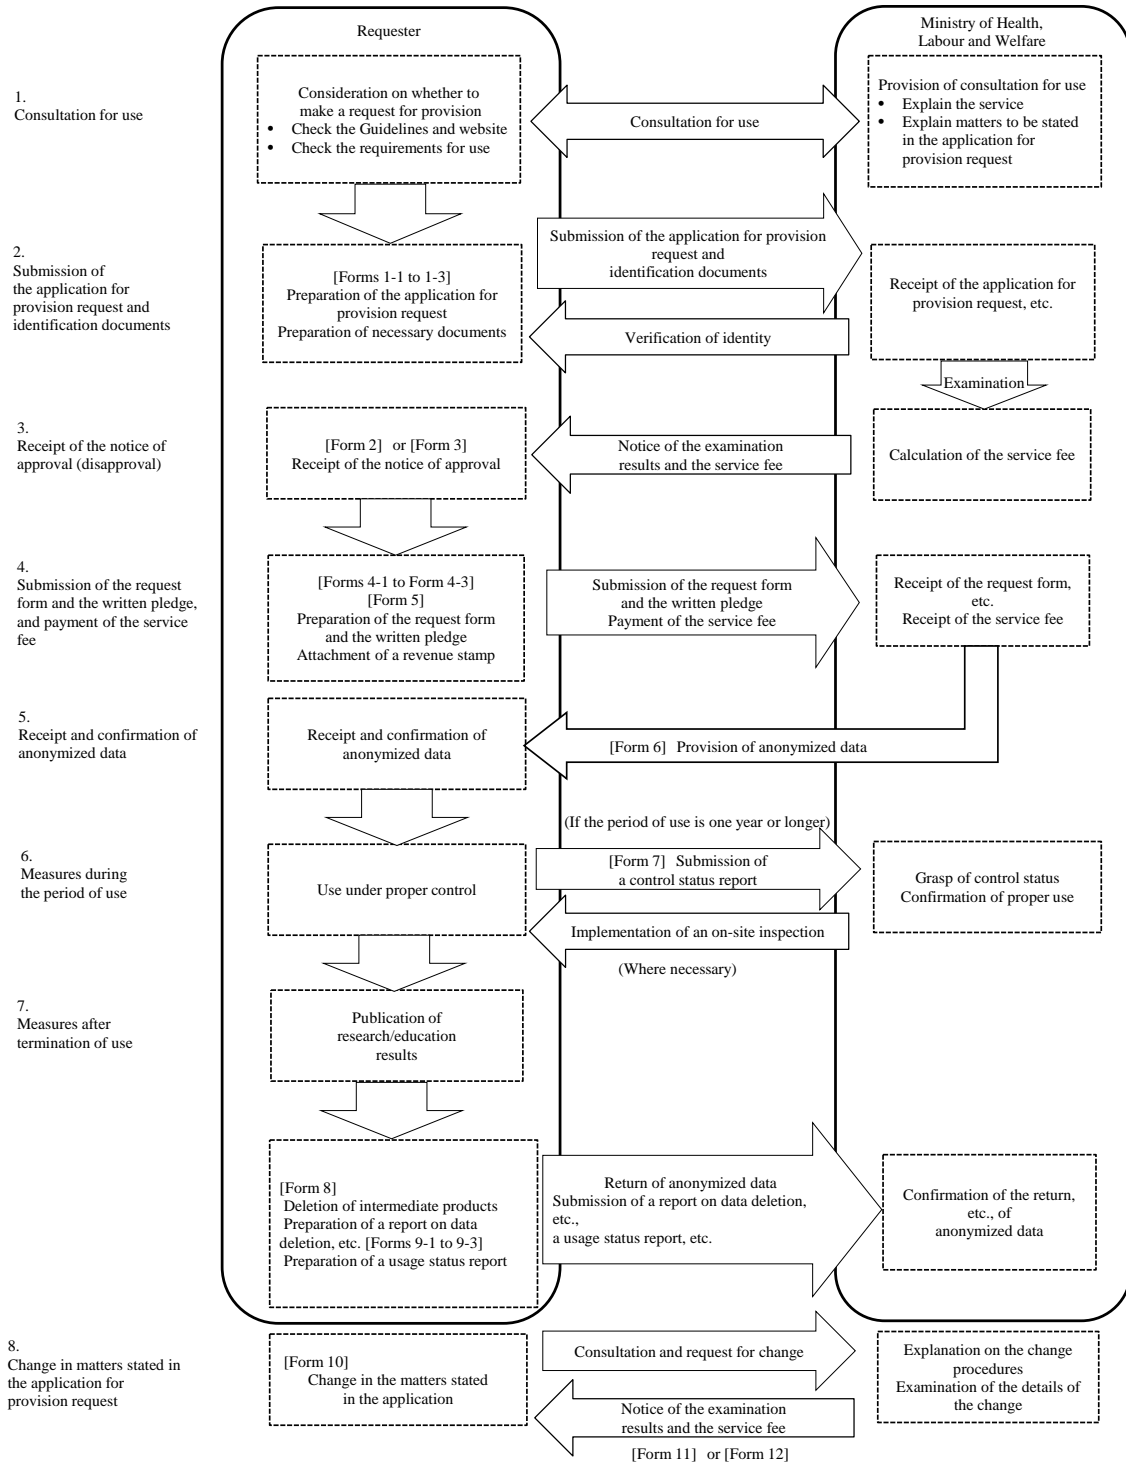 Requester
Ministry of Health,
Labour and Welfare
1.
Consultation for use
Consideration on whether to
make a request for provision
• Check the Guidelines and website
• Check the requirements for use
Consultation for use
Provision of consultation for use
• Explain the service
• Explain matters to be stated
in the application for
provision request
2.
Submission of
the application for
provision request and
identification documents
[Forms 1-1 to 1-3]
Preparation of the application for
provision request
Preparation of necessary documents
Submission of the application for provision
request and
identification documents
Verification of identity
Receipt of the application for
provision request, etc.
Examination
3.
Receipt of the notice of
approval (disapproval)
[Form 2] or [Form 3]
Receipt of the notice of approval
Notice of the examination
results and the service fee
Calculation of the service fee
4.
Submission of the request
form and the written pledge,
and payment of the service
fee
[Forms 4-1 to Form 4-3]
[Form 5]
Preparation of the request form
and the written pledge
Attachment of a revenue stamp
Submission of the request form
and the written pledge
Payment of the service fee
Receipt of the request form,
etc.
Receipt of the service fee
5.
Receipt and confirmation of
anonymized data
Receipt and confirmation of
anonymized data
[Form 6] Provision of anonymized data
6.
Measures during
the period of use
Use under proper control
(If the period of use is one year or longer)
[Form 7] Submission of
a control status report
Implementation of an on-site inspection
(Where necessary)
Grasp of control status
Confirmation of proper use
7.
Measures after
termination of use
Publication of
research/education
results
[Form 8]
Deletion of intermediate products
Preparation of a report on data
deletion, etc. [Forms 9-1 to 9-3]
Preparation of a usage status report
Return of anonymized data
Submission of a report on data deletion,
etc.,
a usage status report, etc.
Confirmation of the return,
etc., of
anonymized data
8.
Change in matters stated in
the application for
provision request
[Form 10]
Change in the matters stated
in the application
Consultation and request for change
Notice of the examination
results and the service fee
[Form 11] or [Form 12]
Explanation on the change
procedures
Examination of the details of
the change